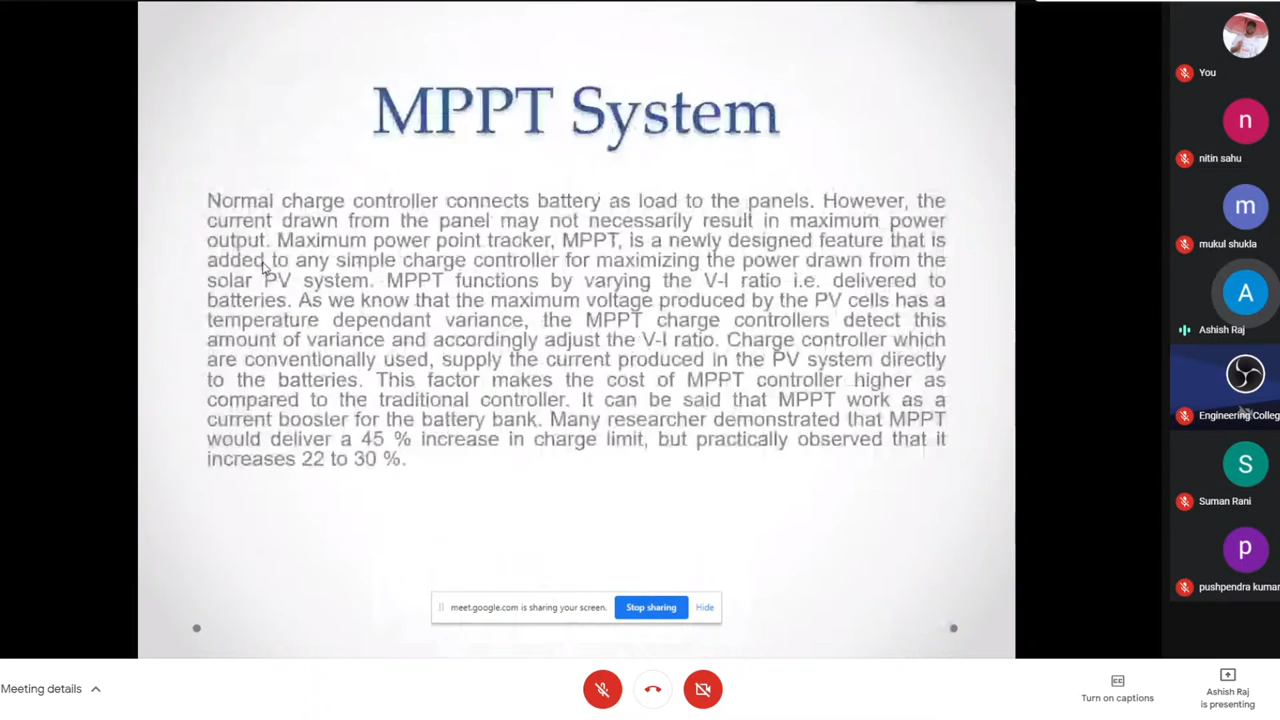 MPPT System
Normal charge controller connects battery as load to the panels. However, the
current drawn from the panel may not necessarily result in maximum power
output. Maximum power point tracker, MPPT, is a newly designed feature that is
added to any simple charge controller for maximizing the power drawn from the
solar PV system. MPPT functions by varying the V-I ratio i.e. delivered to
batteries. As we know that the maximum voltage produced by the PV cells has a
temperature dependant variance, the MPPT charge controllers detect this
amount of variance and accordingly adjust the V-I ratio. Charge controller which
are conventionally used, supply the current produced in the PV system directly
to the batteries. This factor makes the cost of MPPT controller higher as
compared to the traditional controller. It can be said that MPPT work as a
current booster for the battery bank. Many researcher demonstrated that MPPT
would deliver a 45 % increase in charge limit, but practically observed that it
increases 22 to 30 %.
meet.google.com is sharing your screen. Stop sharing Hide
You
n
nitin sahu
m
mukul shukla
A
Ashish Raj
Engineering Colleg
S
Suman Rani
p
pushpendra kumar
Meeting details
CC
Turn on captions
Ashish Raj
is presenting